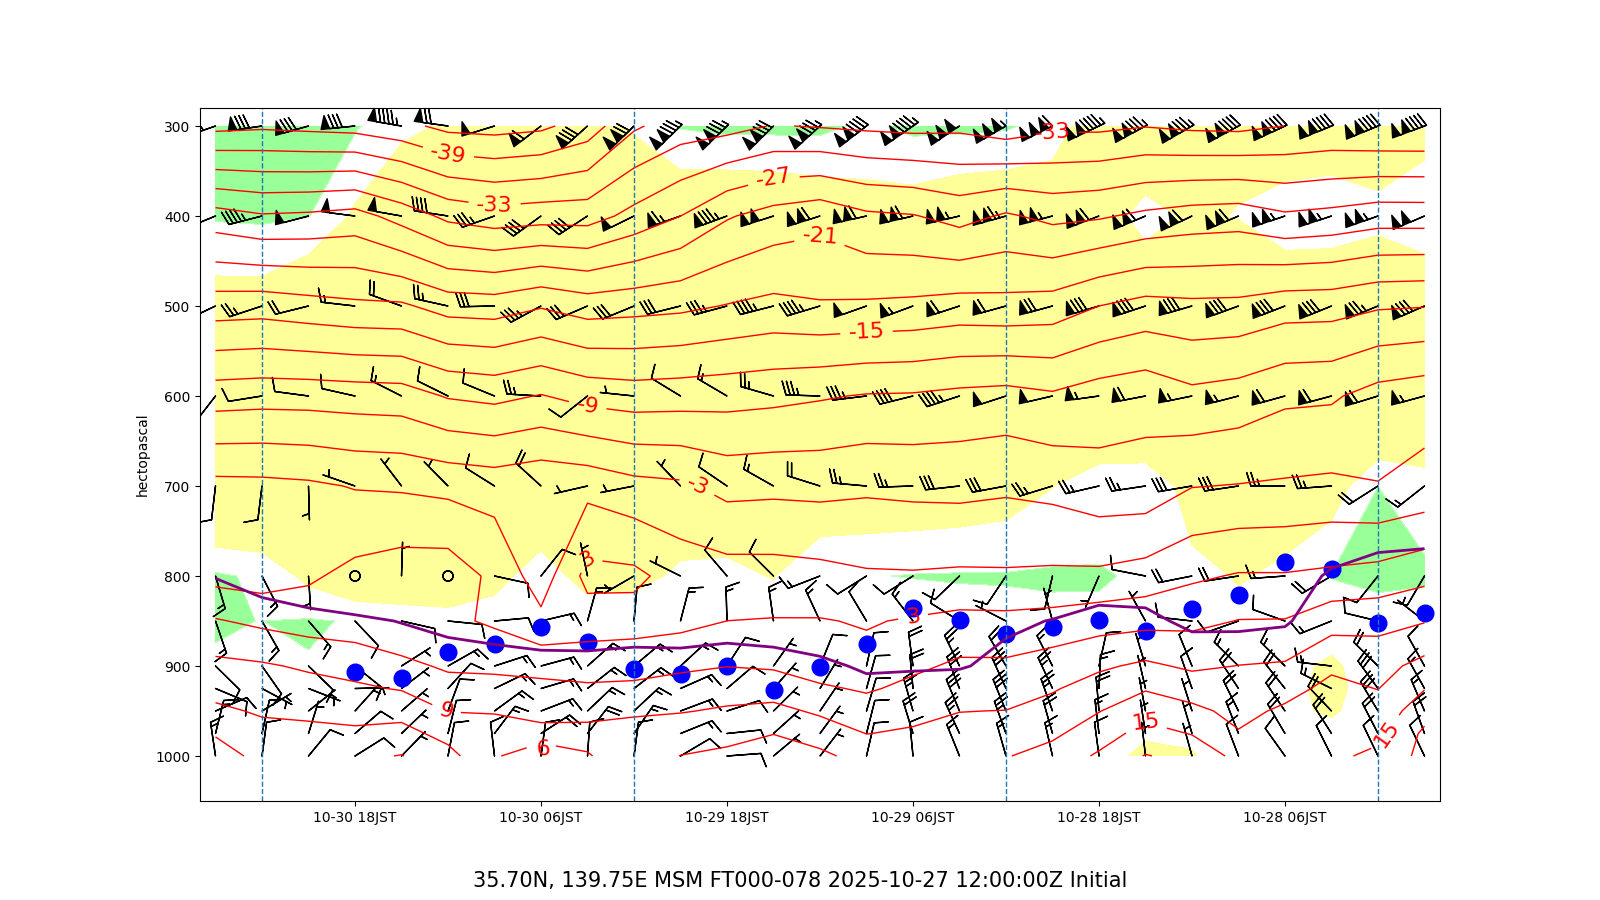 300
400
500
600
700
800
900
1000
hectopascal
-39
-33
-27
-33
-21
-15
-9
-3
3
3
9
6
15
15
10-30 18JST
10-30 06JST
10-29 18JST
10-29 06JST
10-28 18JST
10-28 06JST
35.70N, 139.75E MSM FT000-078 2025-10-27 12:00:00Z Initial